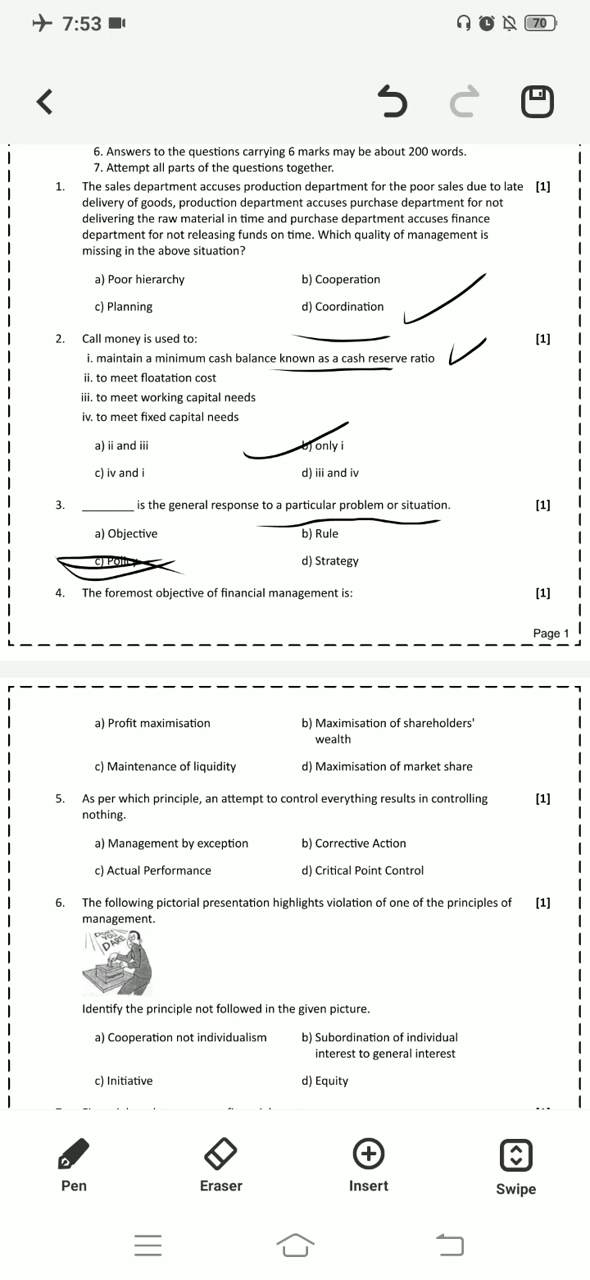 7:53
70
6. Answers to the questions carrying 6 marks may be about 200 words.
7. Attempt all parts of the questions together.
1. The sales department accuses production department for the poor sales due to late [1]
delivery of goods, production department accuses purchase department for not
delivering the raw material in time and purchase department accuses finance
department for not releasing funds on time. Which quality of management is
missing in the above situation?
a) Poor hierarchy b) Cooperation
c) Planning d) Coordination
2. Call money is used to: [1]
i. maintain a minimum cash balance known as a cash reserve ratio
ii. to meet floatation cost
iii. to meet working capital needs
iv. to meet fixed capital needs
a) ii and iii b) only i
c) iv and i d) iii and iv
3. ________ is the general response to a particular problem or situation. [1]
a) Objective b) Rule
c) Policy d) Strategy
4. The foremost objective of financial management is: [1]
Page 1
a) Profit maximisation b) Maximisation of shareholders'
wealth
c) Maintenance of liquidity d) Maximisation of market share
5. As per which principle, an attempt to control everything results in controlling [1]
nothing.
a) Management by exception b) Corrective Action
c) Actual Performance d) Critical Point Control
6. The following pictorial presentation highlights violation of one of the principles of [1]
management.
YOU
DARE
Identify the principle not followed in the given picture.
a) Cooperation not individualism b) Subordination of individual
interest to general interest
c) Initiative d) Equity
Pen Eraser Insert Swipe